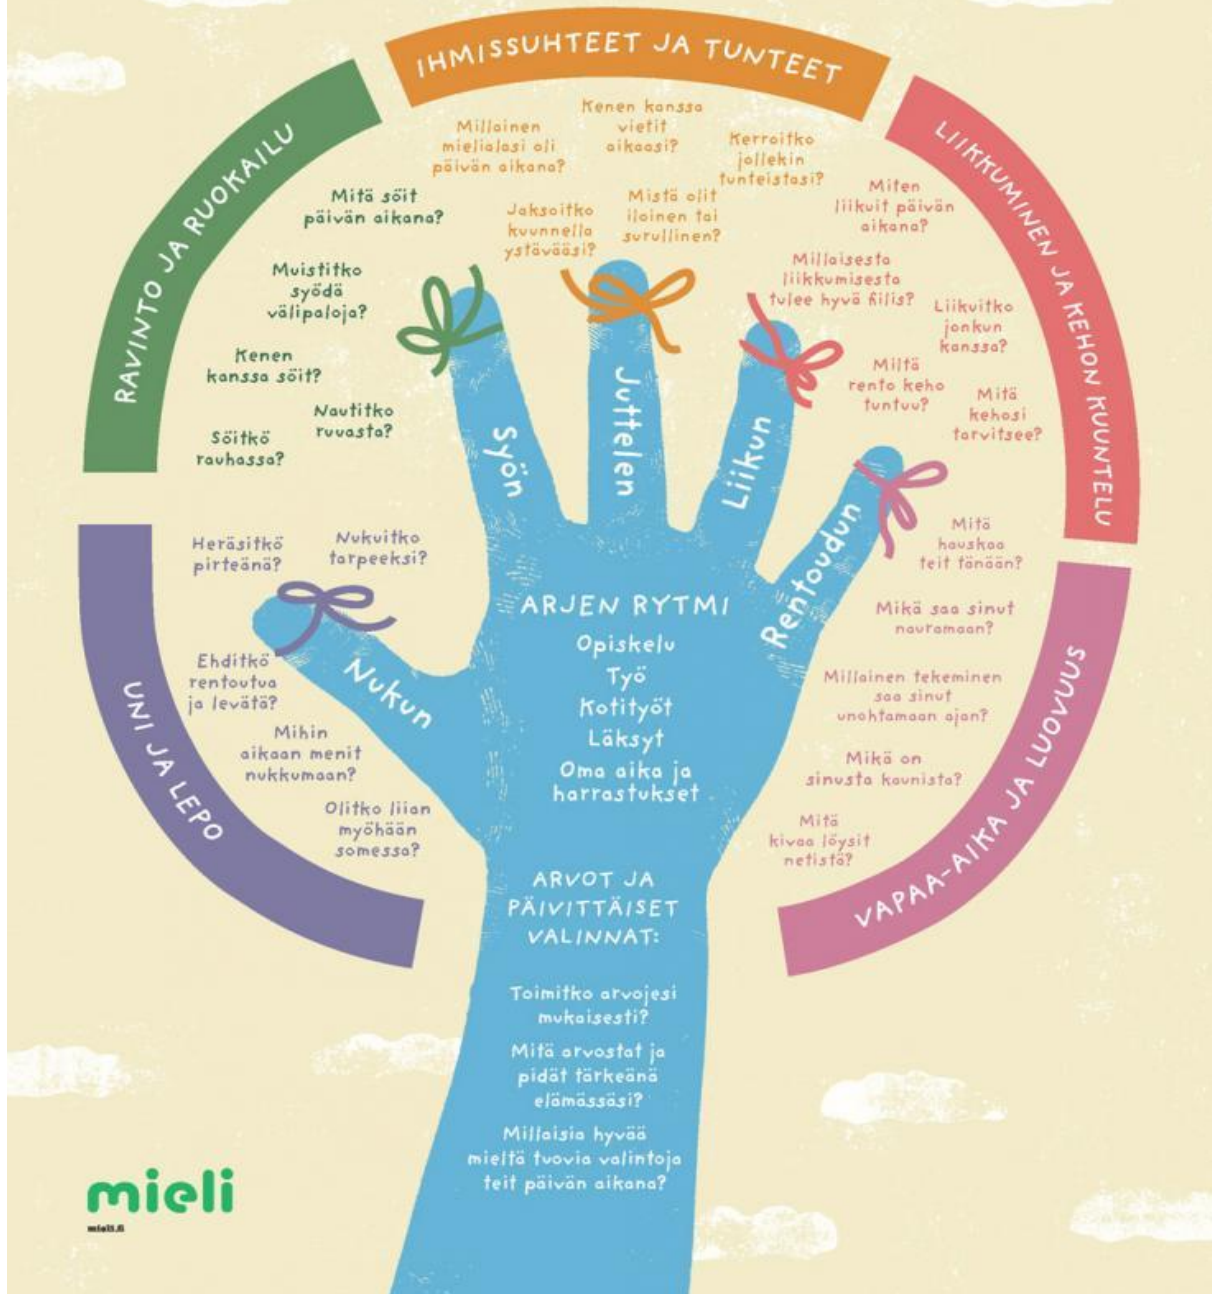 IHMISSUHTEET JA TUNTEET
Millainen
mielialasi oli
päivän aikana?
Kenen kanssa
vietit
aikaasi?
Kerroitko
jollekin
tunteistasi?
Jaksoitko
kuunnella
ystävääsi?
Mistä olit
iloinen tai
surullinen?
RAVINTO JA RUOKAILU
Mitä söit
päivän aikana?
Muistitko
syödä
välipaloja?
Kenen
kanssa söit?
Nautitko
ruuasta?
Söitkö
rauhassa?
LIIKKUMINEN JA KEHON KUUNTELU
Miten
liikuit päivän
aikana?
Millaisesta
liikkumisesta
tulee hyvä fiilis?
Liikuitko
jonkun
kanssa?
Miltä
rento keho
tuntuu?
Mitä
kehosi
tarvitsee?
UNI JA LEPO
Heräsitkö
pirteänä?
Nukuitko
tarpeeksi?
Ehditkö
rentoutua
ja levätä?
Mihin
aikaan menit
nukkumaan?
Olitko liian
myöhään
somessa?
VAPAA-AIKA JA LUOVUUS
Mitä
hauskaa
teit tänään?
Mikä saa sinut
nauramaan?
Millainen tekeminen
saa sinut
unohtamaan ajan?
Mikä on
sinusta kaunista?
Mitä
kivaa löysit
netistä?
Nukun
Syön
Juttelen
Liikun
Rentoudun
ARJEN RYTMI
Opiskelu
Työ
Kotityöt
Läksyt
Oma aika ja
harrastukset
ARVOT JA
PÄIVITTÄISET
VALINNAT:
Toimitko arvojesi
mukaisesti?
Mitä arvostat ja
pidät tärkeänä
elämässäsi?
Millaisia hyvää
mieltä tuovia valintoja
teit päivän aikana?
mieli
mieli.fi